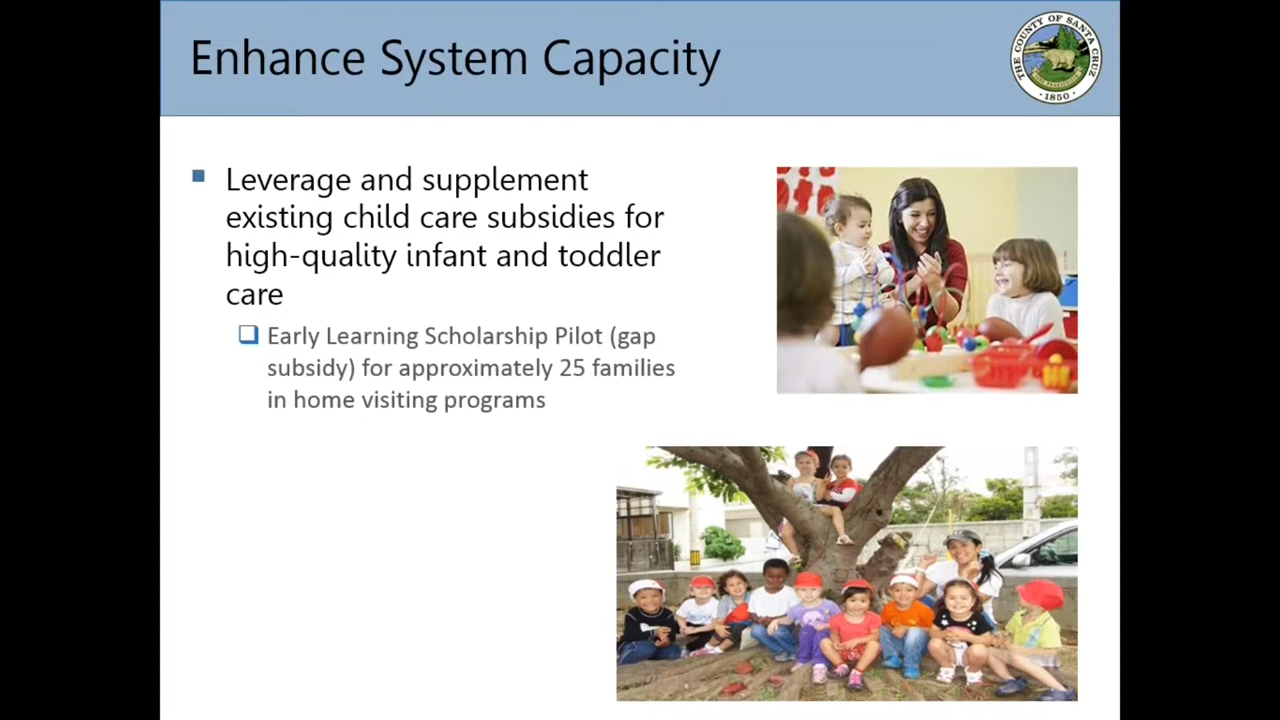 Enhance System Capacity
THE COUNTY OF SANTA CRUZ
1850
Leverage and supplement
existing child care subsidies for
high-quality infant and toddler
care
Early Learning Scholarship Pilot (gap
subsidy) for approximately 25 families
in home visiting programs